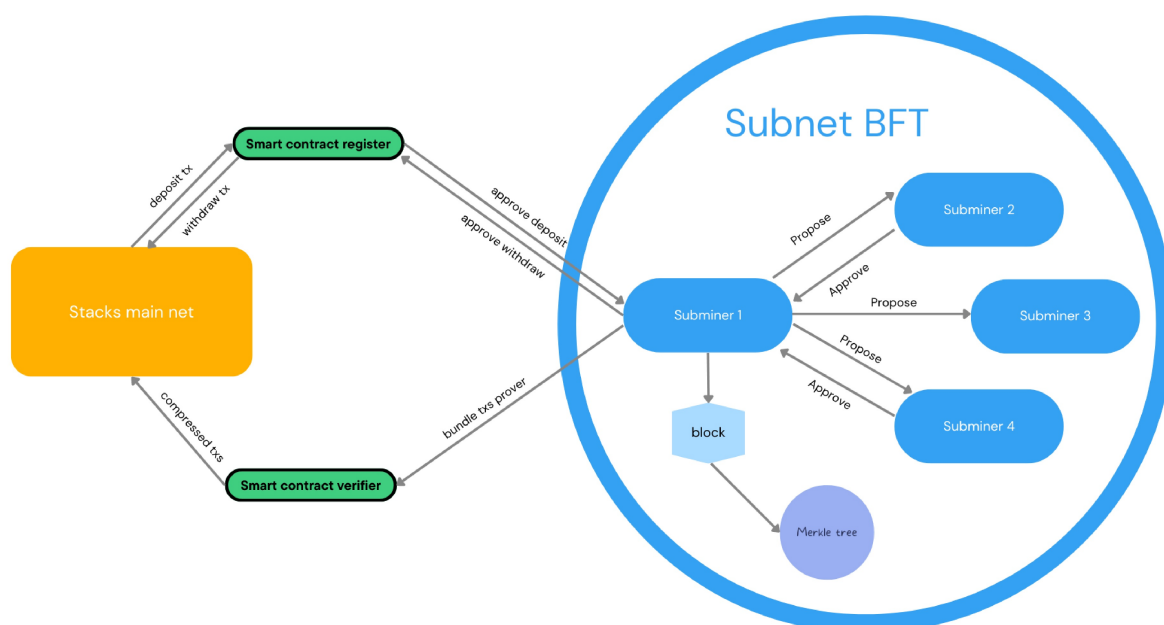 Subnet BFT
Smart contract register
deposit tx
withdraw tx
approve deposit
approve withdraw
Subminer 2
Propose
Approve
Stacks main net
Subminer 1
Propose
Subminer 3
Propose
Approve
Subminer 4
compressed txs
bundle txs prover
block
Smart contract verifier
Merkle tree